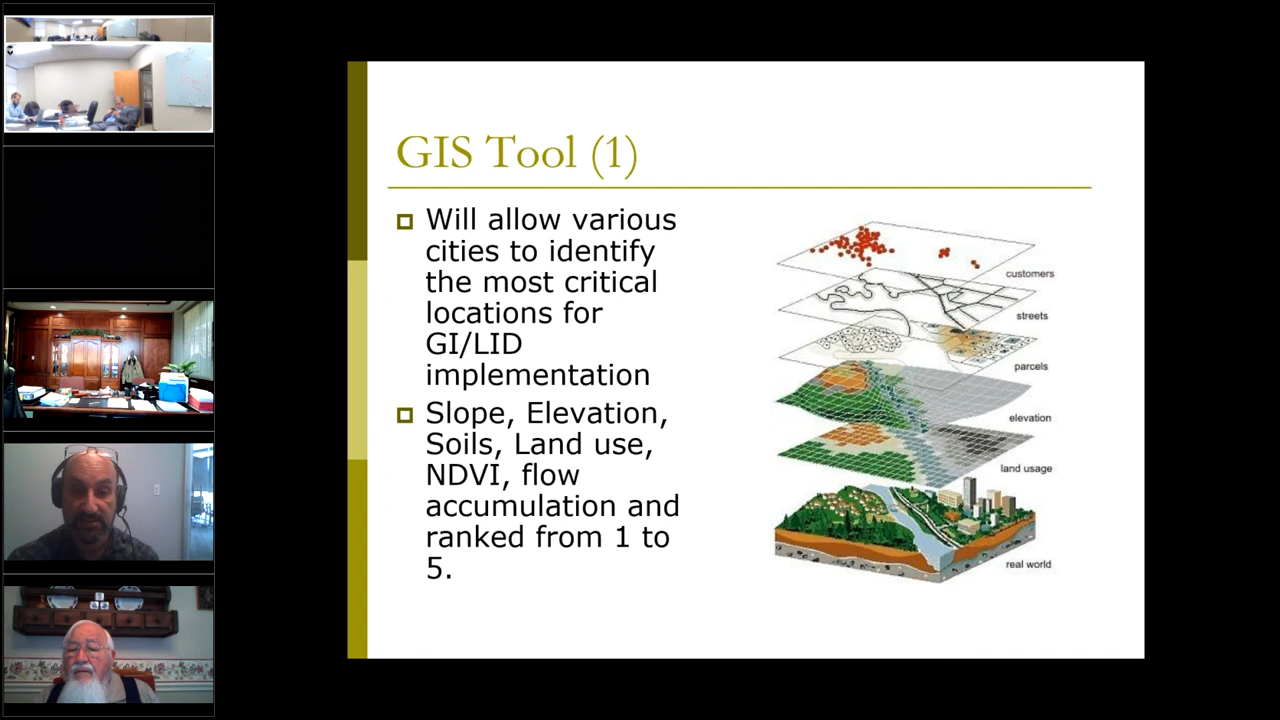 GIS Tool (1)
Will allow various
cities to identify
the most critical
locations for
GI/LID
implementation
Slope, Elevation,
Soils, Land use,
NDVI, flow
accumulation and
ranked from 1 to
5.
customers
streets
parcels
elevation
land usage
real world